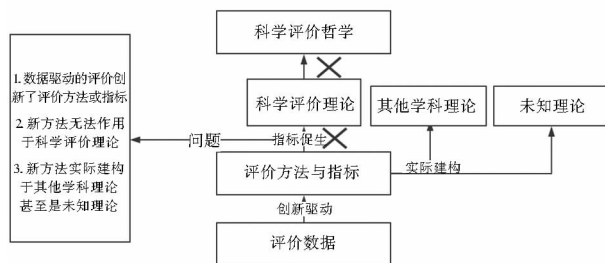 科学评价哲学
1. 数据驱动的评价创
新了评价方法或指标
2. 新方法无法作用
于科学评价理论
3. 新方法实际建构
于其他学科理论
甚至是未知理论
科学评价理论
其他学科理论
未知理论
问题
指标促生
评价方法与指标
实际建构
创新驱动
评价数据